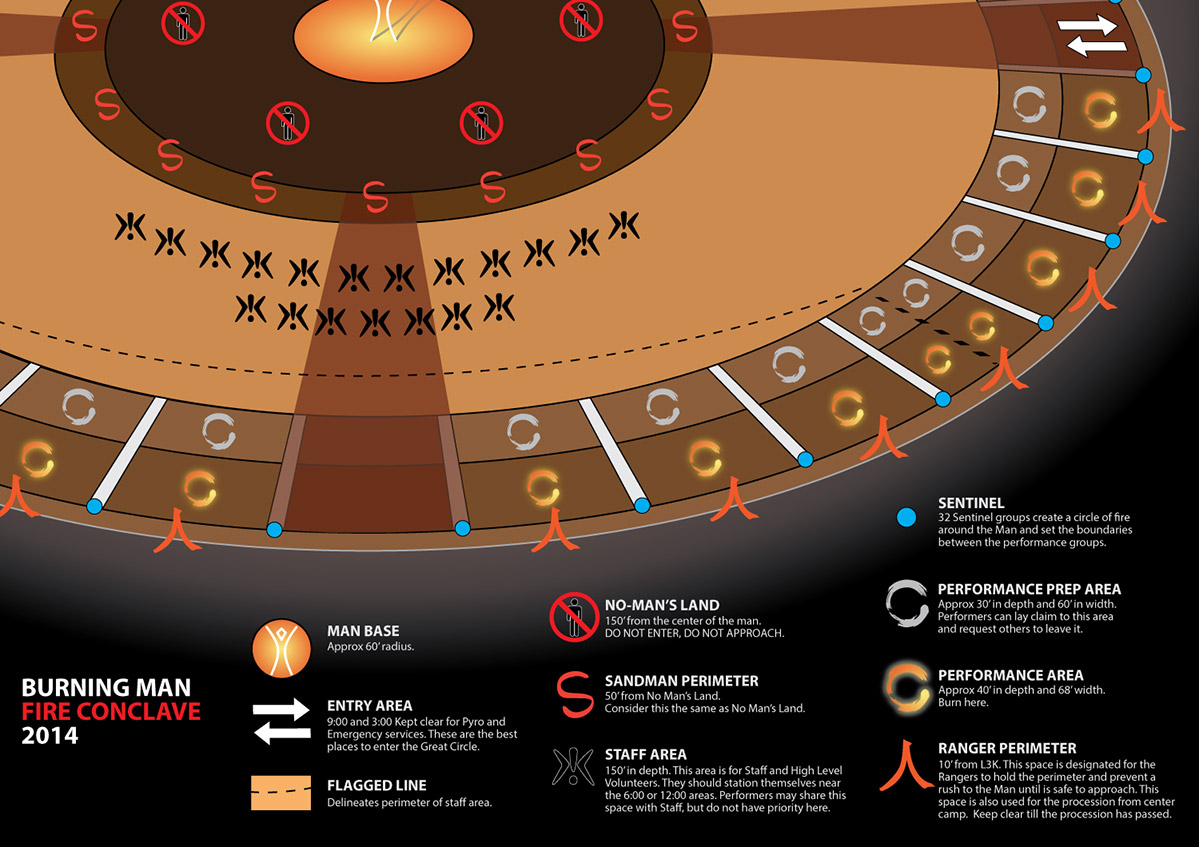 BURNING MAN
FIRE CONCLAVE
2014
MAN BASE
Approx 60' radius.
ENTRY AREA
9:00 and 3:00 Kept clear for Pyro and
Emergency services. These are the best
places to enter the Great Circle.
FLAGGED LINE
Delineates perimeter of staff area.
NO-MAN'S LAND
150' from the center of the man.
DO NOT ENTER, DO NOT APPROACH.
SANDMAN PERIMETER
50' from No Man's Land.
Consider this the same as No Man's Land.
STAFF AREA
150' in depth. This area is for Staff and High Level
Volunteers. They should station themselves near
the 6:00 or 12:00 areas. Performers may share this
space with Staff, but do not have priority here.
SENTINEL
32 Sentinel groups create a circle of fire
around the Man and set the boundaries
between the performance groups.
PERFORMANCE PREP AREA
Approx 30' in depth and 60' in width.
Performers can lay claim to this area
and request others to leave it.
PERFORMANCE AREA
Approx 40' in depth and 68' width.
Burn here.
RANGER PERIMETER
10' from L3K. This space is designated for the
Rangers to hold the perimeter and prevent a
rush to the Man until is safe to approach. This
space is also used for the procession from center
camp. Keep clear till the procession has passed.